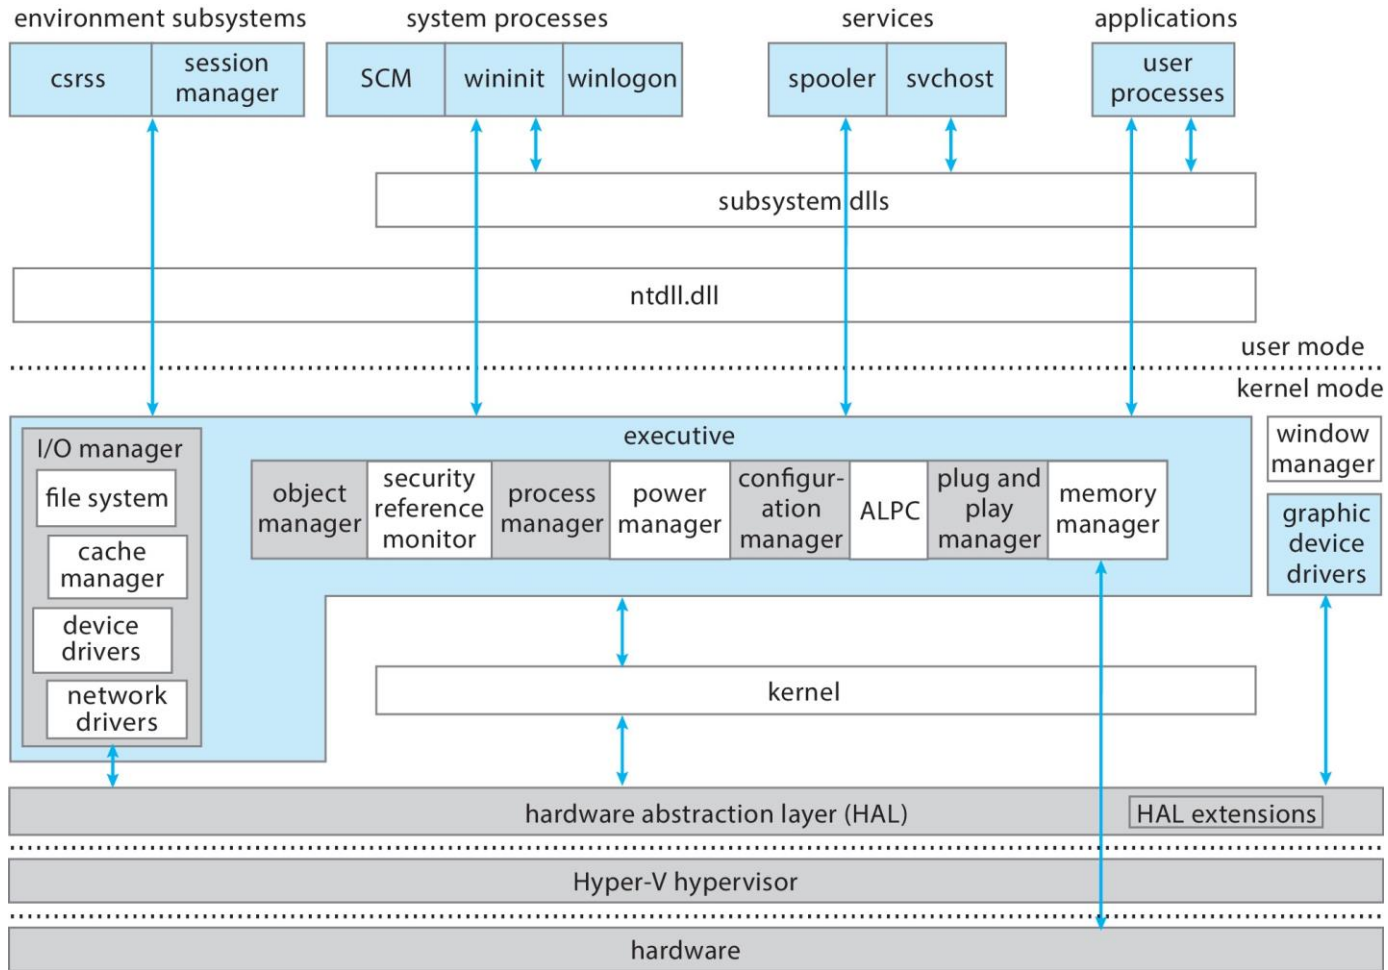 environment subsystems
system processes
services
applications
csrss
session
manager
SCM
wininit
winlogon
spooler
svchost
user
processes
subsystem dlls
ntdll.dll
user mode
kernel mode
executive
I/O manager
file system
cache
manager
device
drivers
network
drivers
object
manager
security
reference
monitor
process
manager
power
manager
configur-
ation
manager
ALPC
plug and
play
manager
memory
manager
window
manager
graphic
device
drivers
kernel
hardware abstraction layer (HAL)
HAL extensions
Hyper-V hypervisor
hardware